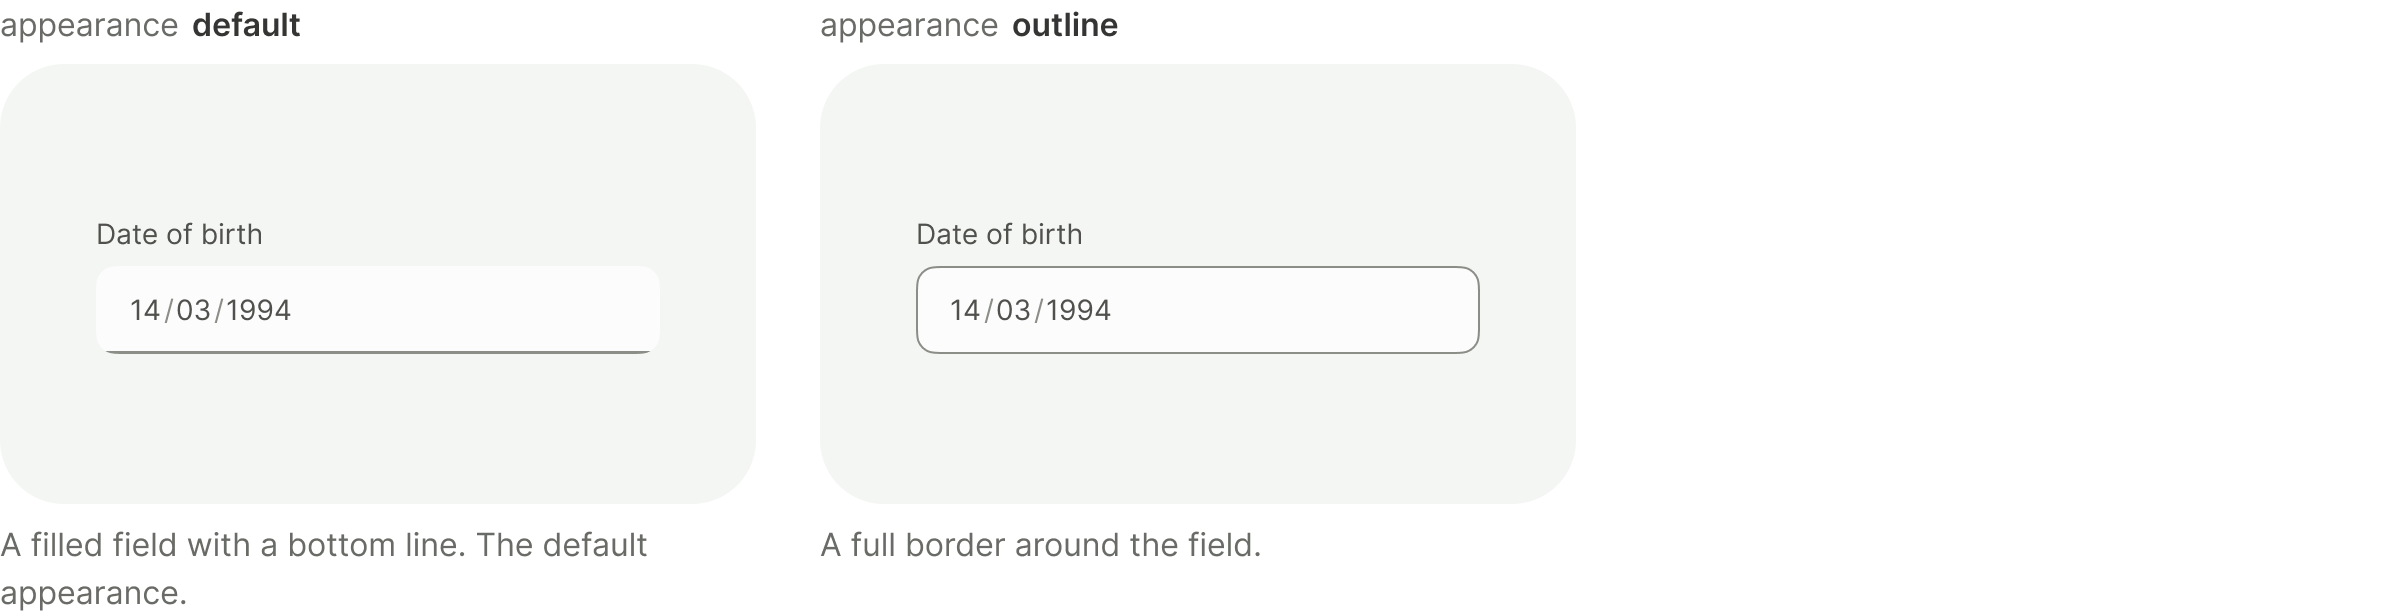 appearance default
Date of birth
14/03/1994
A filled field with a bottom line. The default
appearance.
appearance outline
Date of birth
14/03/1994
A full border around the field.